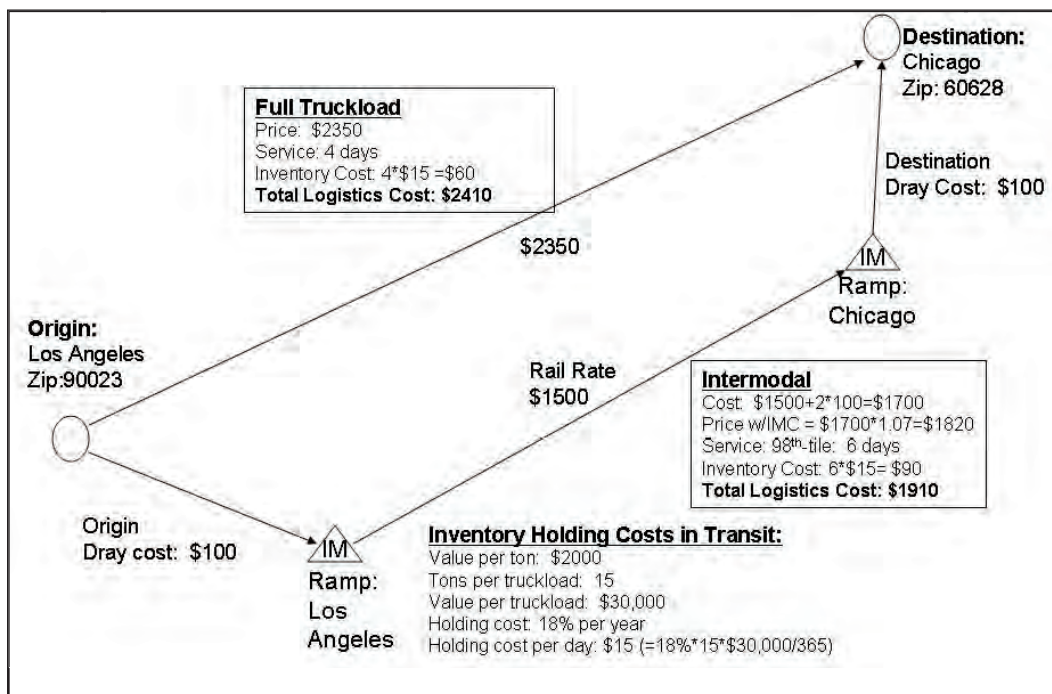 Destination:
Chicago
Zip: 60628
Full Truckload
Price: $2350
Service: 4 days
Inventory Cost: 4*$15 =$60
Total Logistics Cost: $2410
Destination
Dray Cost: $100
$2350
IM
Ramp:
Chicago
Origin:
Los Angeles
Zip:90023
Rail Rate
$1500
Intermodal
Cost: $1500+2*100=$1700
Price w/IMC = $1700*1.07=$1820
Service: 98th-tile: 6 days
Inventory Cost: 6*$15= $90
Total Logistics Cost: $1910
Origin
Dray cost: $100
IM
Ramp:
Los
Angeles
Inventory Holding Costs in Transit:
Value per ton: $2000
Tons per truckload: 15
Value per truckload: $30,000
Holding cost: 18% per year
Holding cost per day: $15 (=18%*15*$30,000/365)